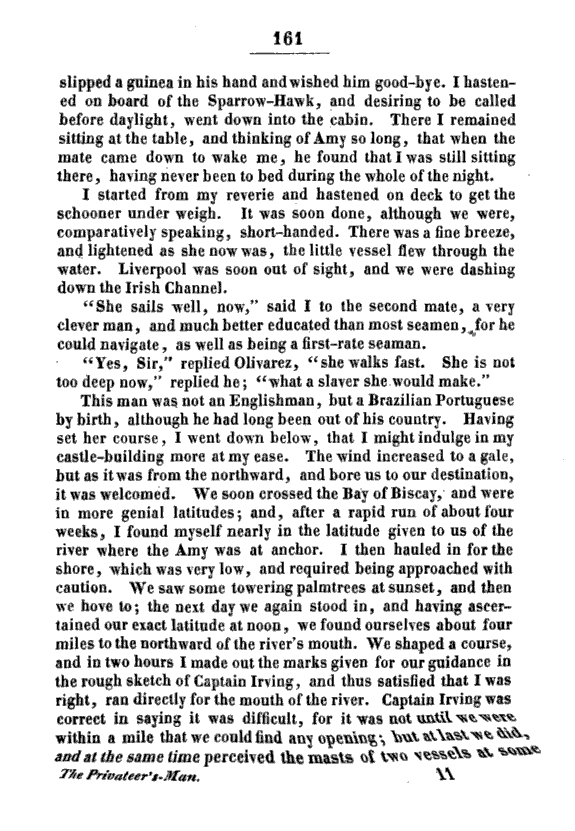 161
slipped a guinea in his hand and wished him good-bye. I hasten-
ed on board of the Sparrow-Hawk, and desiring to be called
before daylight, went down into the cabin. There I remained
sitting at the table, and thinking of Amy so long, that when the
mate came down to wake me, he found that I was still sitting
there, having never been to bed during the whole of the night.
I started from my reverie and hastened on deck to get the
schooner under weigh. It was soon done, although we were,
comparatively speaking, short-handed. There was a fine breeze,
and lightened as she now was, the little vessel flew through the
water. Liverpool was soon out of sight, and we were dashing
down the Irish Channel.
“She sails well, now,” said I to the second mate, a very
clever man, and much better educated than most seamen, for he
could navigate, as well as being a first-rate seaman.
“Yes, Sir,” replied Olivarez, “she walks fast. She is not
too deep now,” replied he; “what a slaver she would make.”
This man was not an Englishman, but a Brazilian Portuguese
by birth, although he had long been out of his country. Having
set her course, I went down below, that I might indulge in my
castle-building more at my ease. The wind increased to a gale,
but as it was from the northward, and bore us to our destination,
it was welcomed. We soon crossed the Bay of Biscay, and were
in more genial latitudes; and, after a rapid run of about four
weeks, I found myself nearly in the latitude given to us of the
river where the Amy was at anchor. I then hauled in for the
shore, which was very low, and required being approached with
caution. We saw some towering palmtrees at sunset, and then
we hove to; the next day we again stood in, and having ascer-
tained our exact latitude at noon, we found ourselves about four
miles to the northward of the river's mouth. We shaped a course,
and in two hours I made out the marks given for our guidance in
the rough sketch of Captain Irving, and thus satisfied that I was
right, ran directly for the mouth of the river. Captain Irving was
correct in saying it was difficult, for it was not until we were
within a mile that we could find any opening; but at last we did,
and at the same time perceived the masts of two vessels at some
The Privateer's-Man. 11